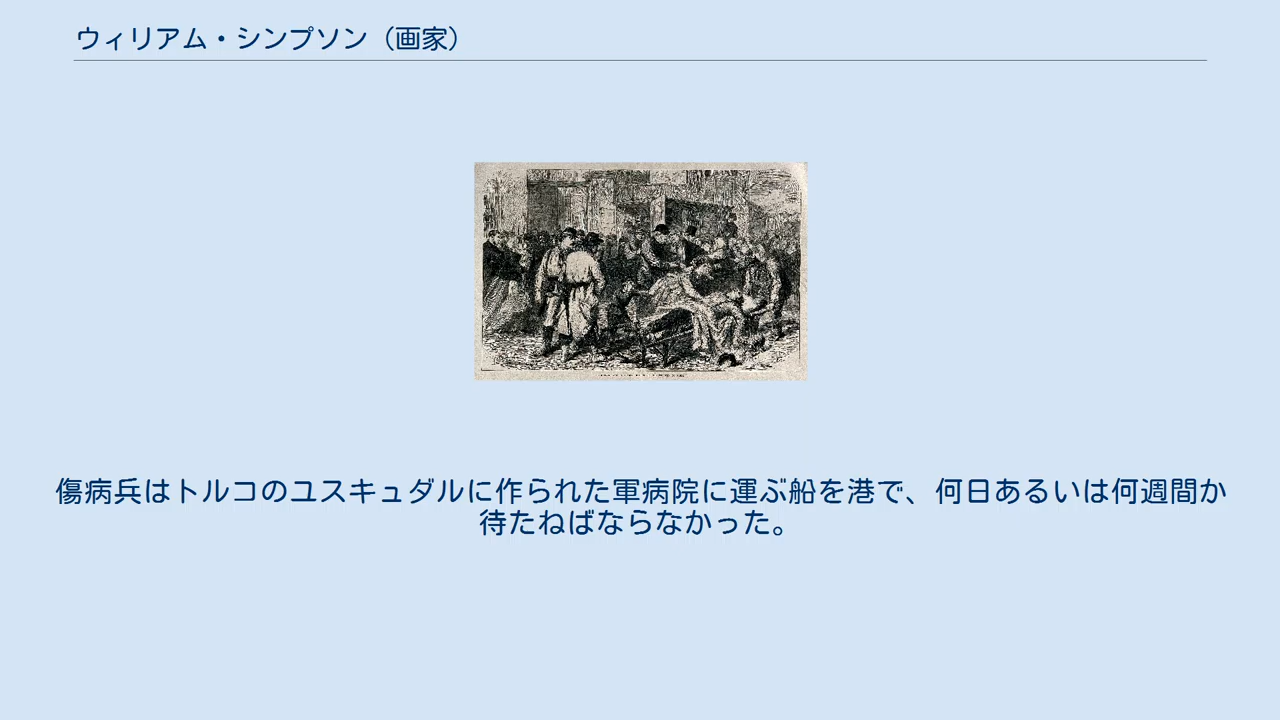 ウィリアム・シンプソン（画家）
傷病兵はトルコのユスキュダルに作られた軍病院に運ぶ船を港で、何日あるいは何週間か
待たねばならなかった。